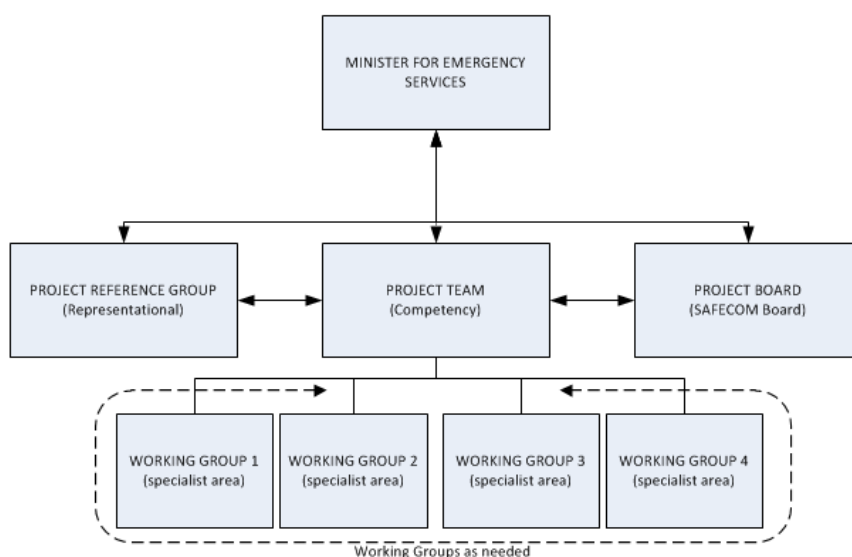 MINISTER FOR EMERGENCY
SERVICES
PROJECT REFERENCE GROUP
(Representational)
PROJECT TEAM
(Competency)
PROJECT BOARD
(SAFECOM Board)
WORKING GROUP 1
(specialist area)
WORKING GROUP 2
(specialist area)
WORKING GROUP 3
(specialist area)
WORKING GROUP 4
(specialist area)
Working Groups as needed